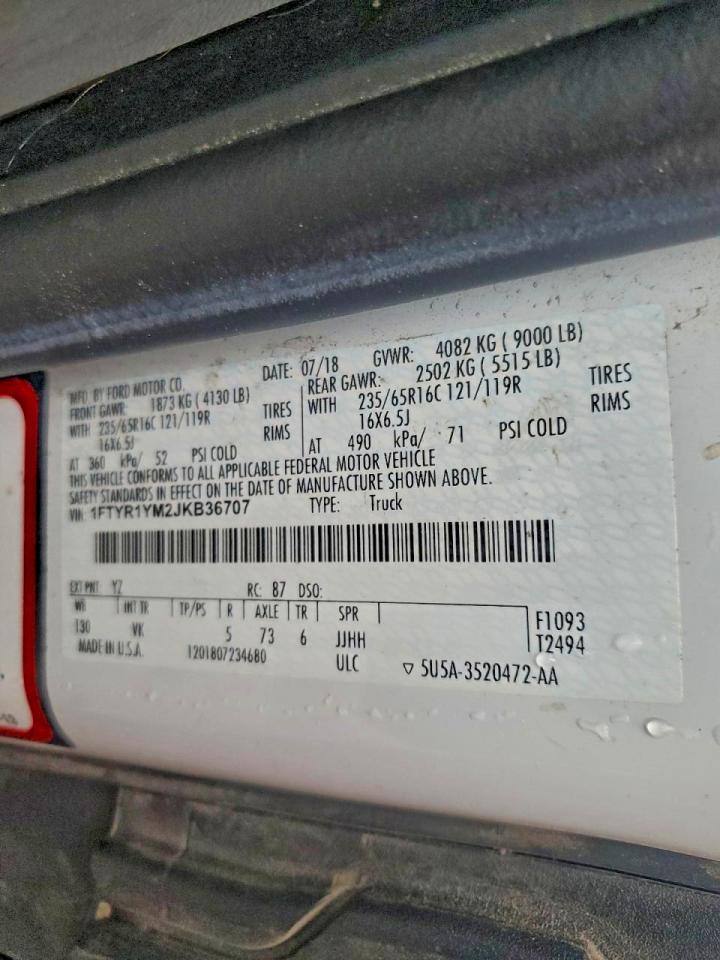 MFD. BY FORD MOTOR CO.
DATE: 07/18 GVWR: 4082 KG ( 9000 LB)
FRONT GAWR: 1873 KG ( 4130 LB)
REAR GAWR: 2502 KG ( 5515 LB)
WITH 235/65R16C 121/119R TIRES
WITH 235/65R16C 121/119R TIRES
16X6.5J RIMS
16X6.5J RIMS
AT 360 kPa/ 52 PSI COLD
AT 490 kPa/ 71 PSI COLD
THIS VEHICLE CONFORMS TO ALL APPLICABLE FEDERAL MOTOR VEHICLE
SAFETY STANDARDS IN EFFECT ON THE DATE OF MANUFACTURE SHOWN ABOVE.
VIN: 1FTYR1YM2JKB36707 TYPE: Truck
EXT PNT: YZ RC: 87 DSO:
WB INT TR TP/PS R AXLE TR SPR
130 VK 5 73 6 JJHH
F1093
T2494
MADE IN U.S.A. 1201807234680 ULC ▽ 5U5A-3520472-AA